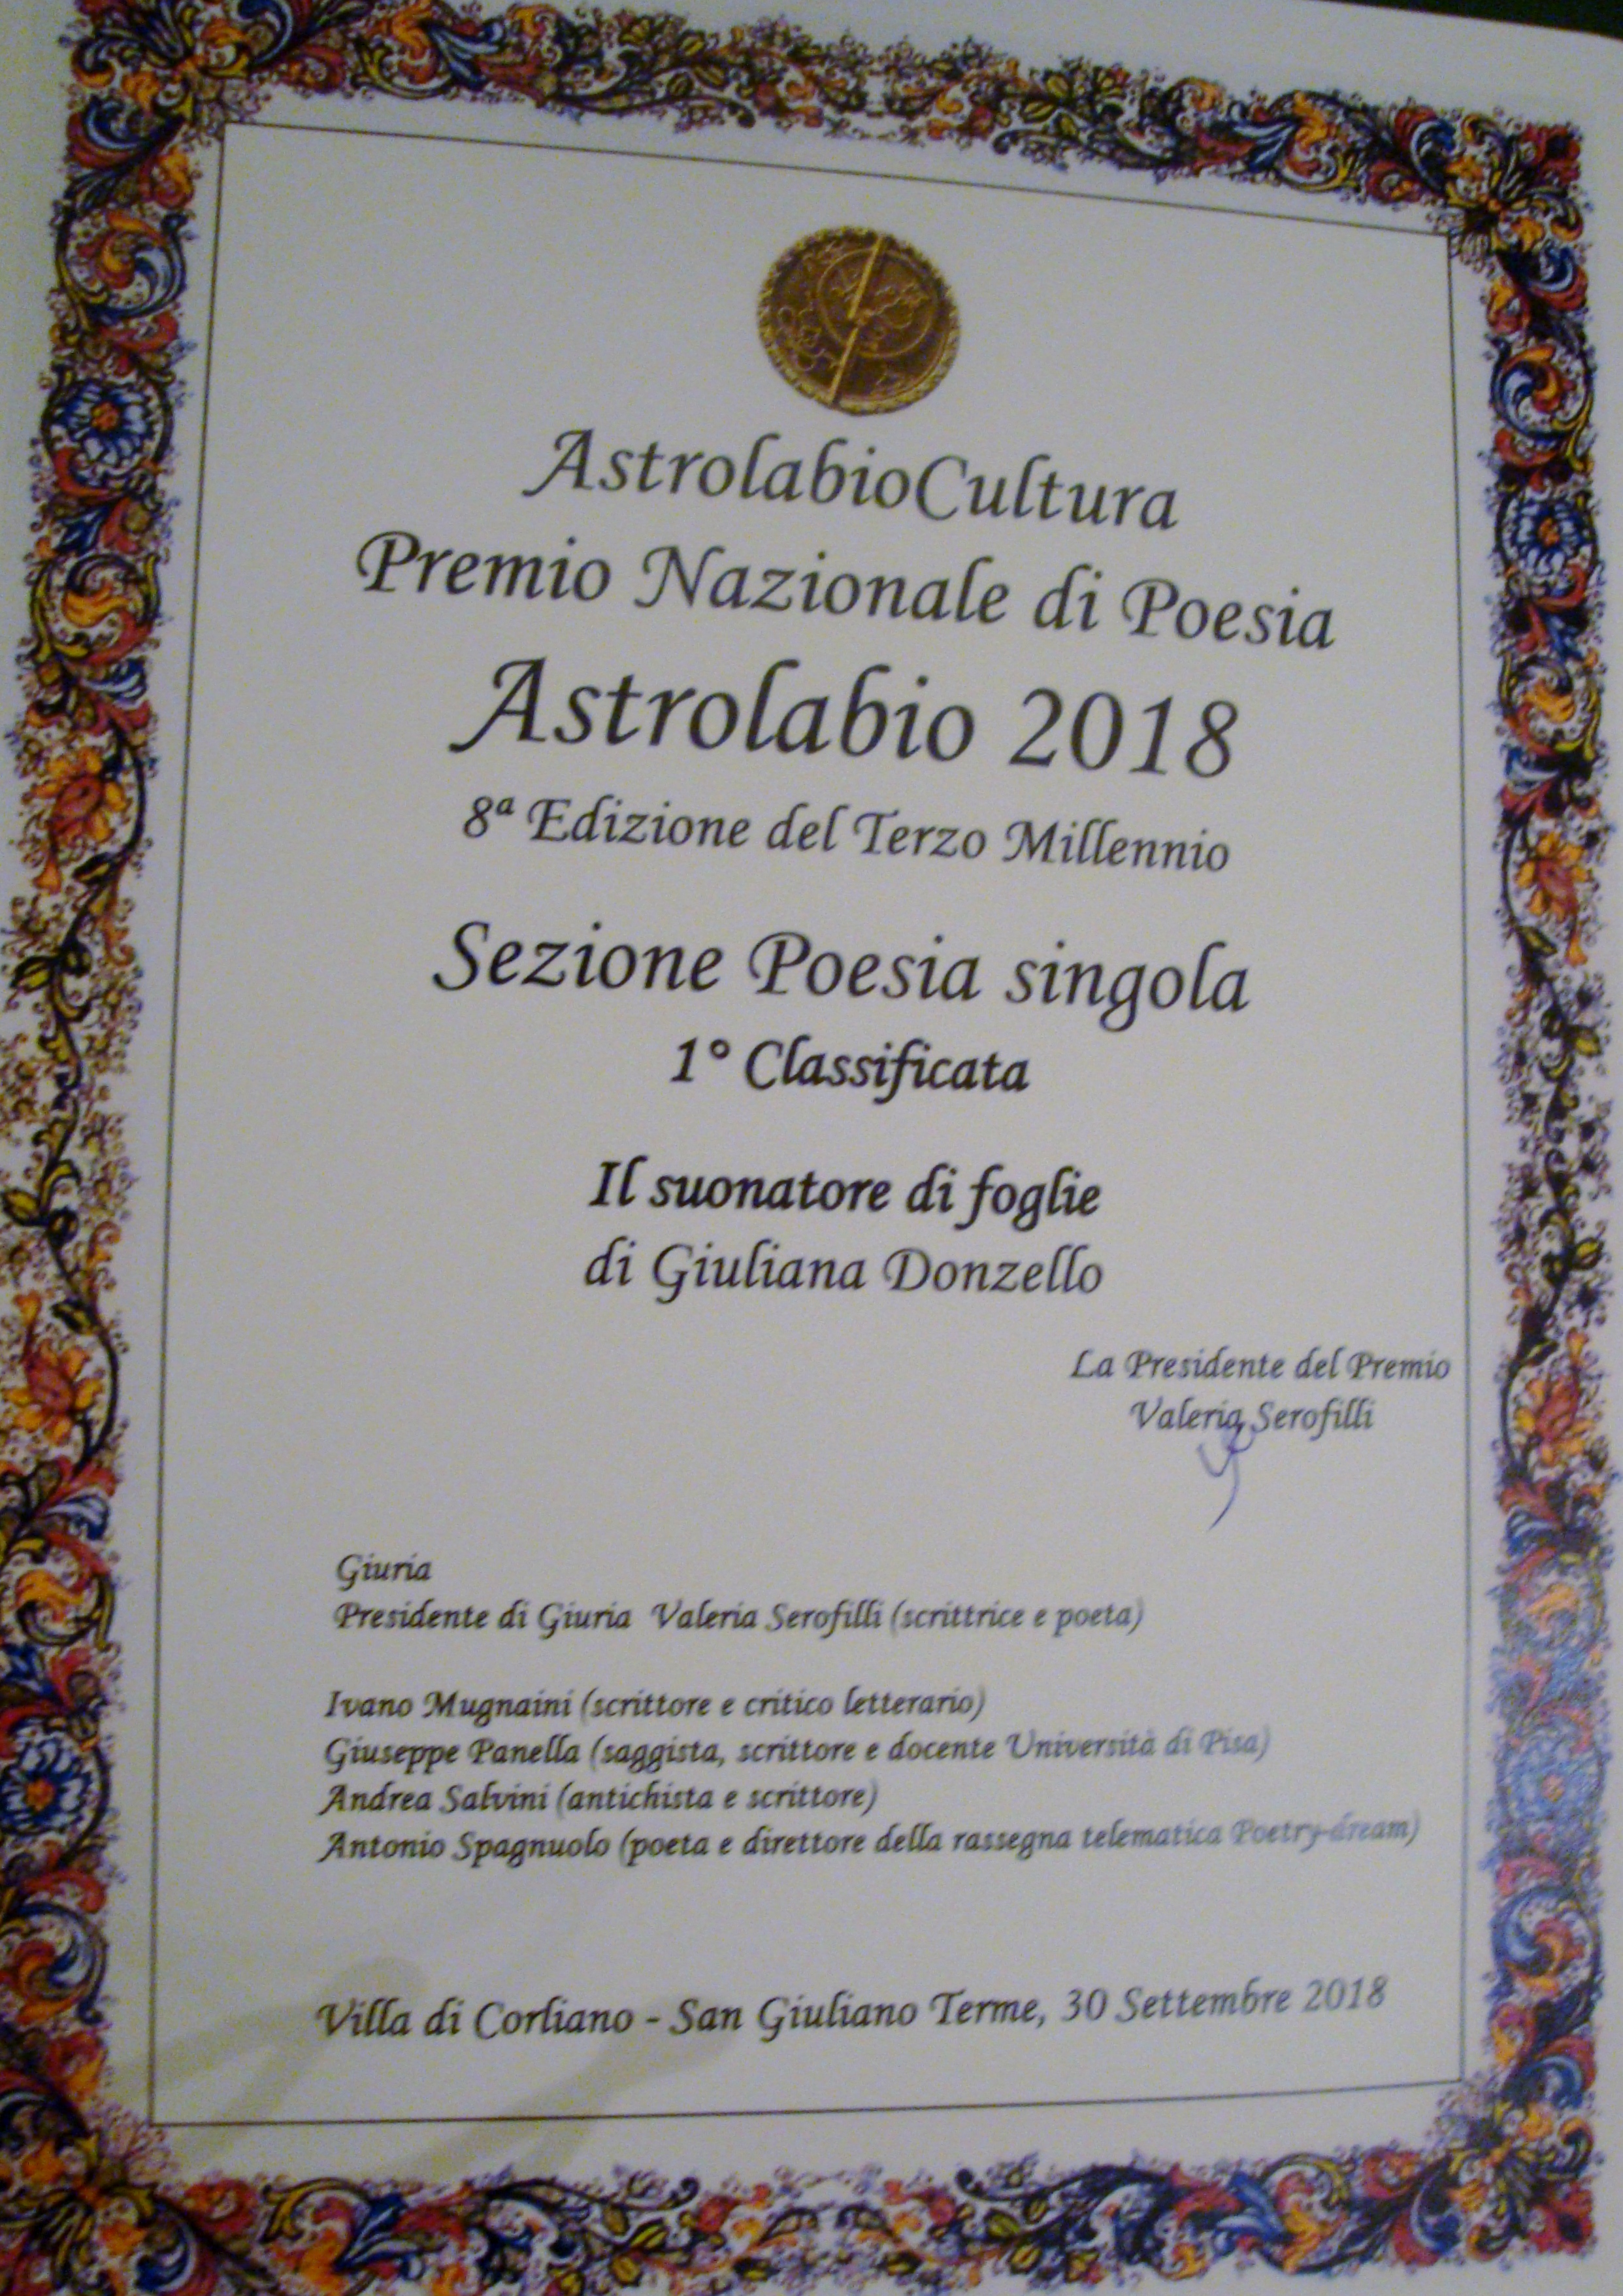 AstrolabioCultura
Premio Nazionale di Poesia
Astrolabio 2018
8ª Edizione del Terzo Millennio
Sezione Poesia singola
1° Classificata
Il suonatore di foglie
di Giuliana Donzello
La Presidente del Premio
Valeria Serofilli
Giuria
Presidente di Giuria Valeria Serofilli (scrittrice e poeta)
Ivano Mugnaini (scrittore e critico letterario)
Giuseppe Panella (saggista, scrittore e docente Università di Pisa)
Andrea Salvini (antichista e scrittore)
Antonio Spagnuolo (poeta e direttore della rassegna telematica Poetry-dream)
Villa di Corliano - San Giuliano Terme, 30 Settembre 2018